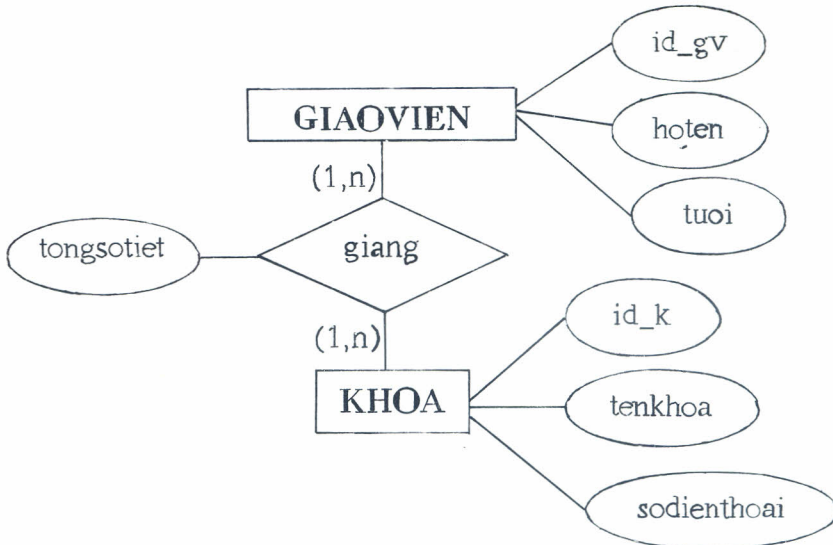 id_gv
GIAOVIEN
hoten
(1,n)
tuoi
tongsotiet
giang
id_k
(1,n)
KHOA
tenkhoa
sodienthoai